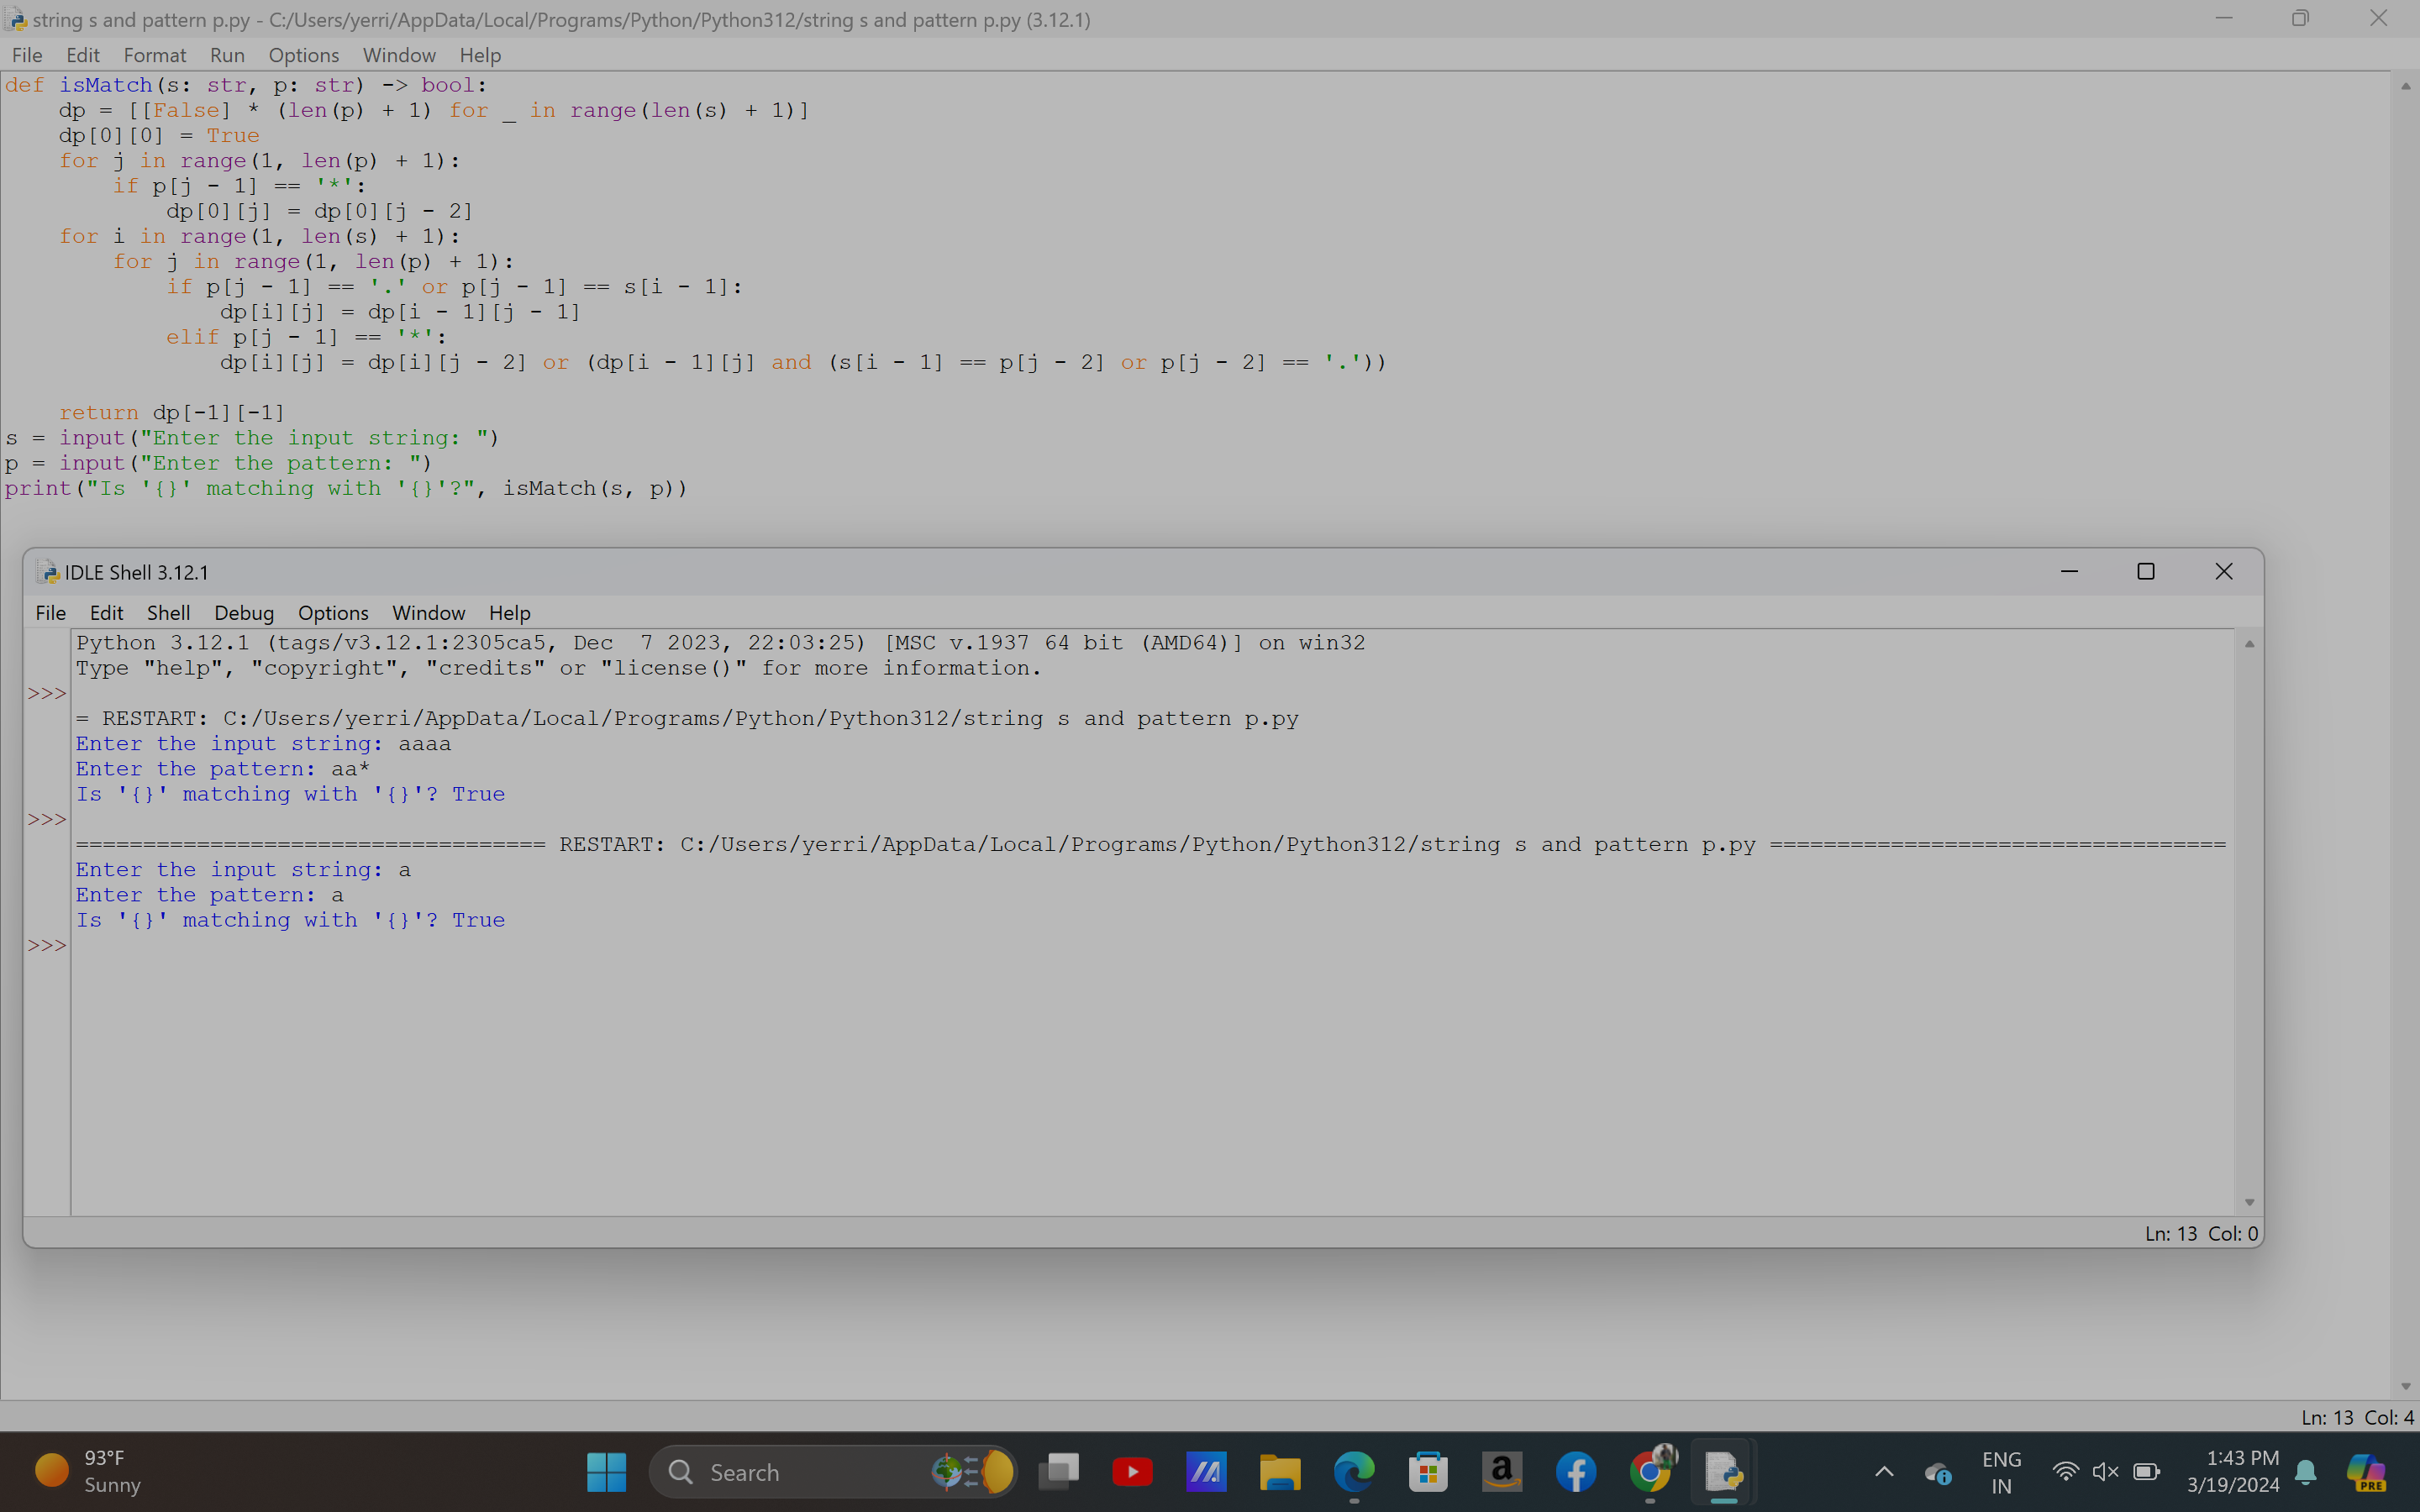 string s and pattern p.py - C:/Users/yerri/AppData/Local/Programs/Python/Python312/string s and pattern p.py (3.12.1)
File Edit Format Run Options Window Help
def isMatch(s: str, p: str) -> bool:
    dp = [[False] * (len(p) + 1) for _ in range(len(s) + 1)]
    dp[0][0] = True
    for j in range(1, len(p) + 1):
        if p[j - 1] == '*':
            dp[0][j] = dp[0][j - 2]
    for i in range(1, len(s) + 1):
        for j in range(1, len(p) + 1):
            if p[j - 1] == '.' or p[j - 1] == s[i - 1]:
                dp[i][j] = dp[i - 1][j - 1]
            elif p[j - 1] == '*':
                dp[i][j] = dp[i][j - 2] or (dp[i - 1][j] and (s[i - 1] == p[j - 2] or p[j - 2] == '.'))
    return dp[-1][-1]
s = input("Enter the input string: ")
p = input("Enter the pattern: ")
print("Is '{}' matching with '{}'?", isMatch(s, p))
IDLE Shell 3.12.1
File Edit Shell Debug Options Window Help
Python 3.12.1 (tags/v3.12.1:2305ca5, Dec  7 2023, 22:03:25) [MSC v.1937 64 bit (AMD64)] on win32
Type "help", "copyright", "credits" or "license()" for more information.
>>>
= RESTART: C:/Users/yerri/AppData/Local/Programs/Python/Python312/string s and pattern p.py
Enter the input string: aaaa
Enter the pattern: aa*
Is '{}' matching with '{}'? True
>>>
=================================== RESTART: C:/Users/yerri/AppData/Local/Programs/Python/Python312/string s and pattern p.py ==================================
Enter the input string: a
Enter the pattern: a
Is '{}' matching with '{}'? True
>>>
Ln: 13 Col: 0
Ln: 13 Col: 4
93°F
Sunny
Search
a
PRE
ENG
IN
1:43 PM
3/19/2024